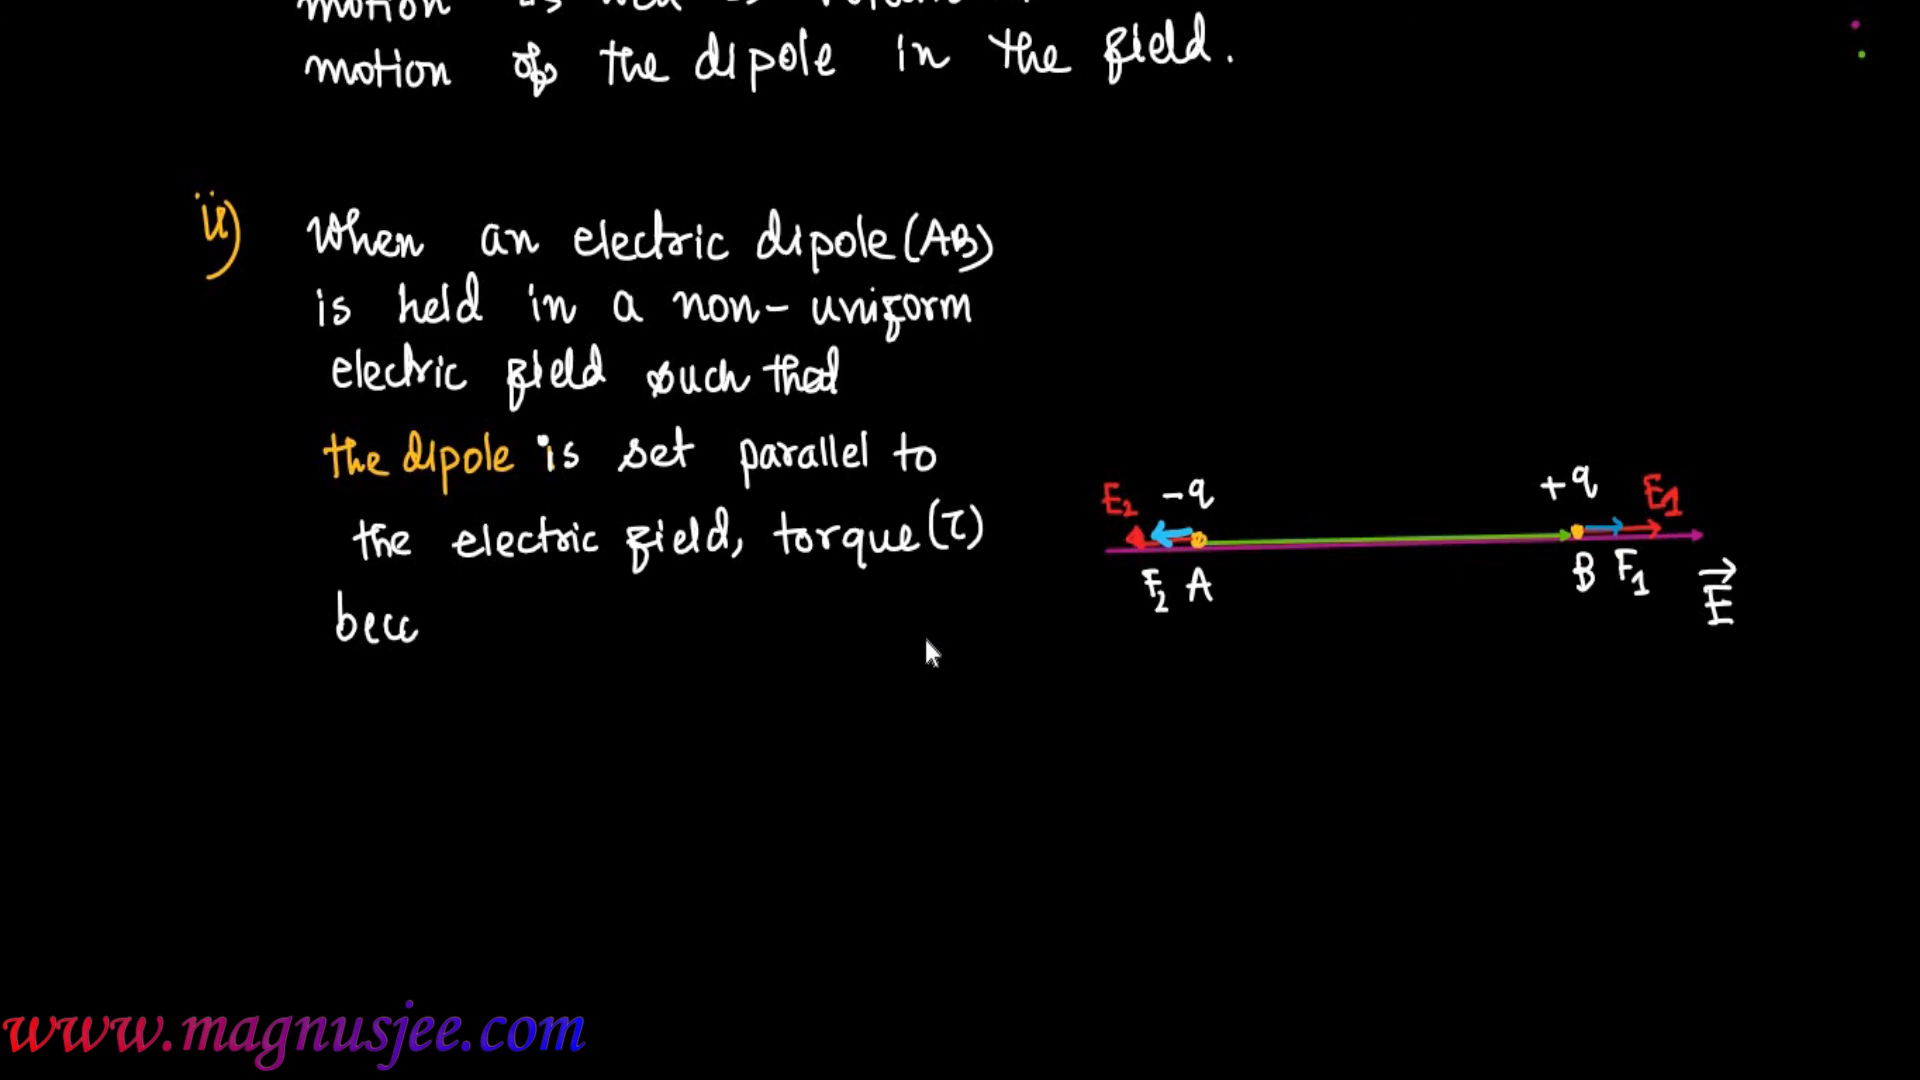 motion of the dipole in the field.
ii) When an electric dipole (AB)
is held in a non-uniform
electric field such that
the dipole is set parallel to
the electric field, torque (τ)
becc
E2 -q +q E1
F2 A B F1 E
www.magnusjee.com